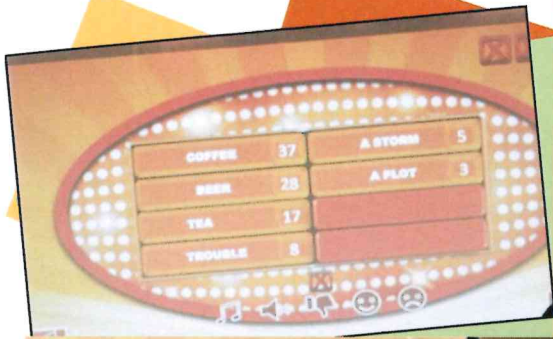 COFFEE 37
BEER 28
TEA 17
TROUBLE 8
A STORM 5
A PLOT 3